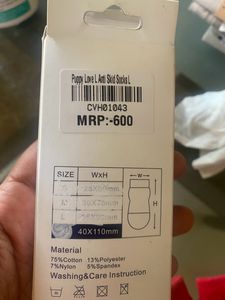 Puppy Love L Anti Skid Socks L
CVH01043
MRP:-600
SIZE WxH
W
H
40X110mm
Material
75%Cotton 13%Polyester
7%Nylon 5%Spandex
Washing&Care Instruction